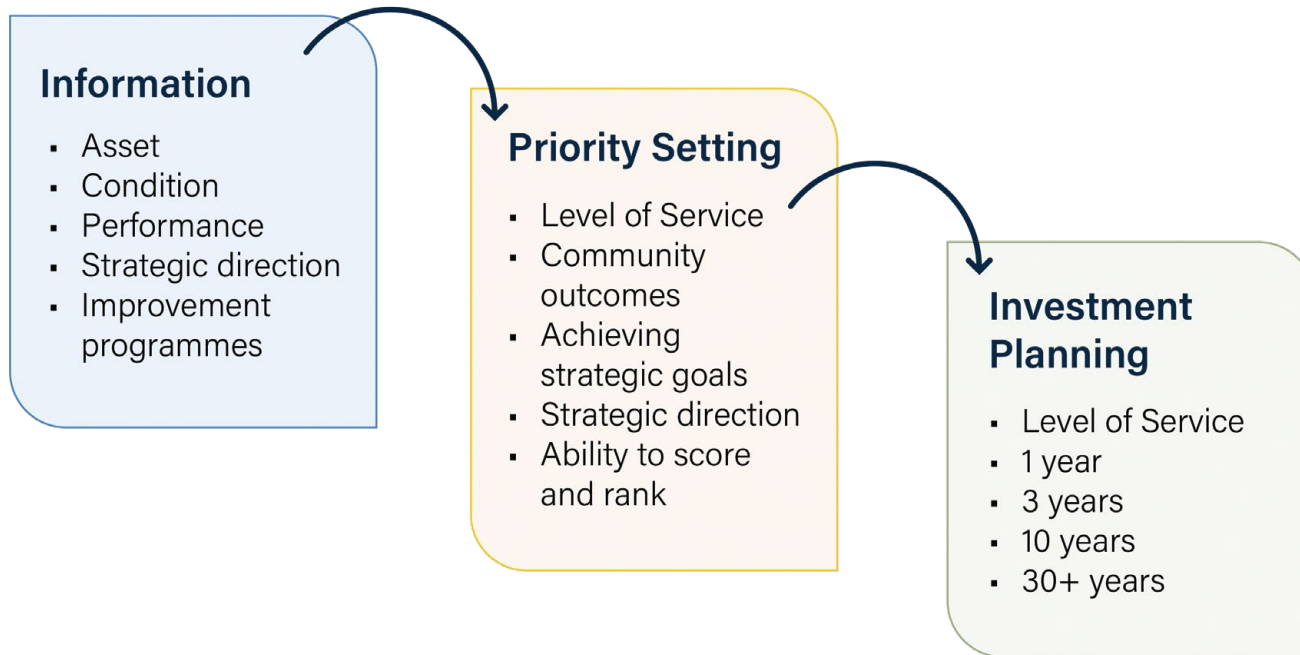 Information
▪ Asset
▪ Condition
▪ Performance
▪ Strategic direction
▪ Improvement
programmes
Priority Setting
▪ Level of Service
▪ Community
outcomes
▪ Achieving
strategic goals
▪ Strategic direction
▪ Ability to score
and rank
Investment
Planning
▪ Level of Service
▪ 1 year
▪ 3 years
▪ 10 years
▪ 30+ years